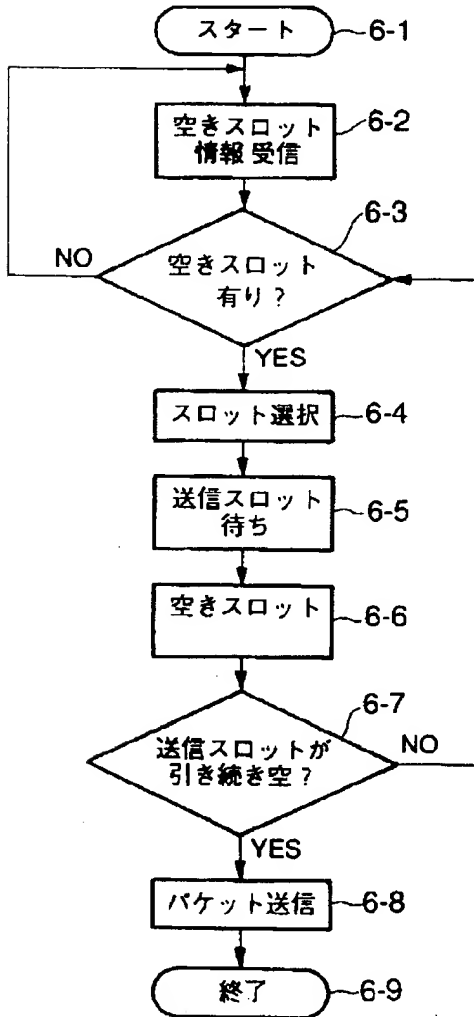 スタート
6-1
空きスロット
情報受信
6-2
6-3
空きスロット
有り?
NO
YES
スロット選択
6-4
送信スロット
待ち
6-5
空きスロット
6-6
6-7
送信スロットが
引き続き空?
NO
YES
パケット送信
6-8
終了
6-9